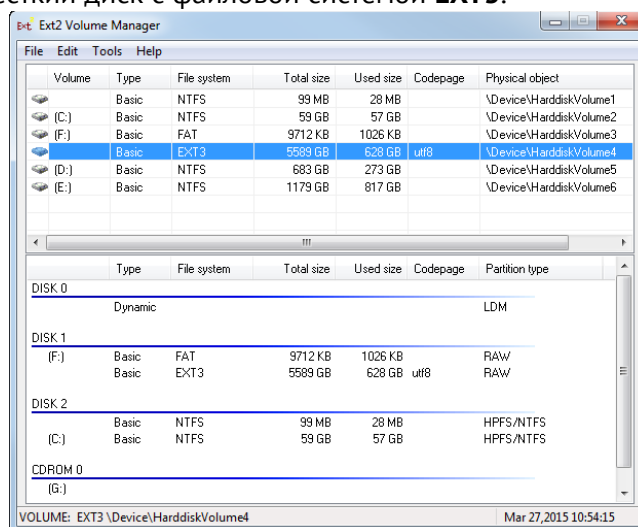 жесткий диск с файловой системой EXT3.
Ext2 Volume Manager
File Edit Tools Help
Volume Type File system Total size Used size Codepage Physical object
Basic NTFS 99 MB 28 MB \Device\HarddiskVolume1
(C:) Basic NTFS 59 GB 57 GB \Device\HarddiskVolume2
(F:) Basic FAT 9712 KB 1026 KB \Device\HarddiskVolume3
Basic EXT3 5589 GB 628 GB utf8 \Device\HarddiskVolume4
(D:) Basic NTFS 683 GB 273 GB \Device\HarddiskVolume5
(E:) Basic NTFS 1179 GB 817 GB \Device\HarddiskVolume6
Type File system Total size Used size Codepage Partition type
DISK 0
Dynamic LDM
DISK 1
(F:) Basic FAT 9712 KB 1026 KB RAW
Basic EXT3 5589 GB 628 GB utf8 RAW
DISK 2
Basic NTFS 99 MB 28 MB HPFS/NTFS
(C:) Basic NTFS 59 GB 57 GB HPFS/NTFS
CDROM 0
(G:)
VOLUME: EXT3 \Device\HarddiskVolume4 Mar 27,2015 10:54:15